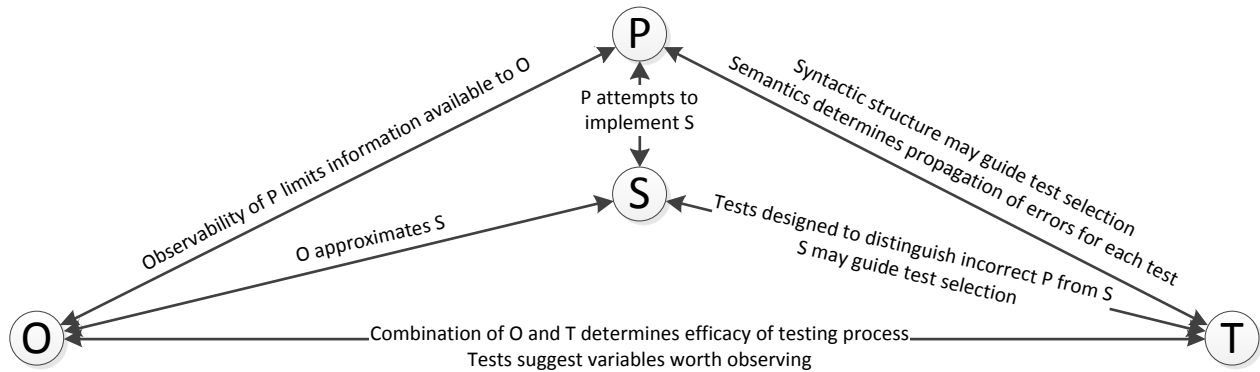 P
Observability of P limits information available to O
P attempts to
implement S
Syntactic structure may guide test selection
Semantics determines propagation of errors for each test
S
O approximates S
Tests designed to distinguish incorrect P from S
S may guide test selection
O
Combination of O and T determines efficacy of testing process
Tests suggest variables worth observing
T